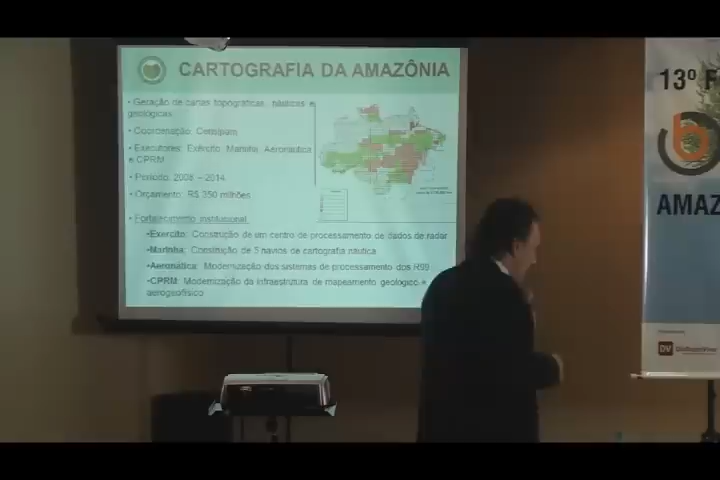 CARTOGRAFIA DA AMAZÔNIA
• Geração de cartas topográficas, náuticas e
geológicas
• Coordenação: Censipam
• Executores: Exército, Marinha, Aeronáutica
e CPRM
• Período: 2008 – 2014
• Orçamento: R$ 350 milhões
• Fortalecimento institucional
•Exercito: Construção de um centro de processamento de dados de radar
•Marinha: Construção de 5 navios de cartografia náutica
•Aeronática: Modernização dos sistemas de processamento dos R99
•CPRM: Modernização da infraestrutura de mapeamento geológico e
aerogeofísico
13º F
AMAZ
DV